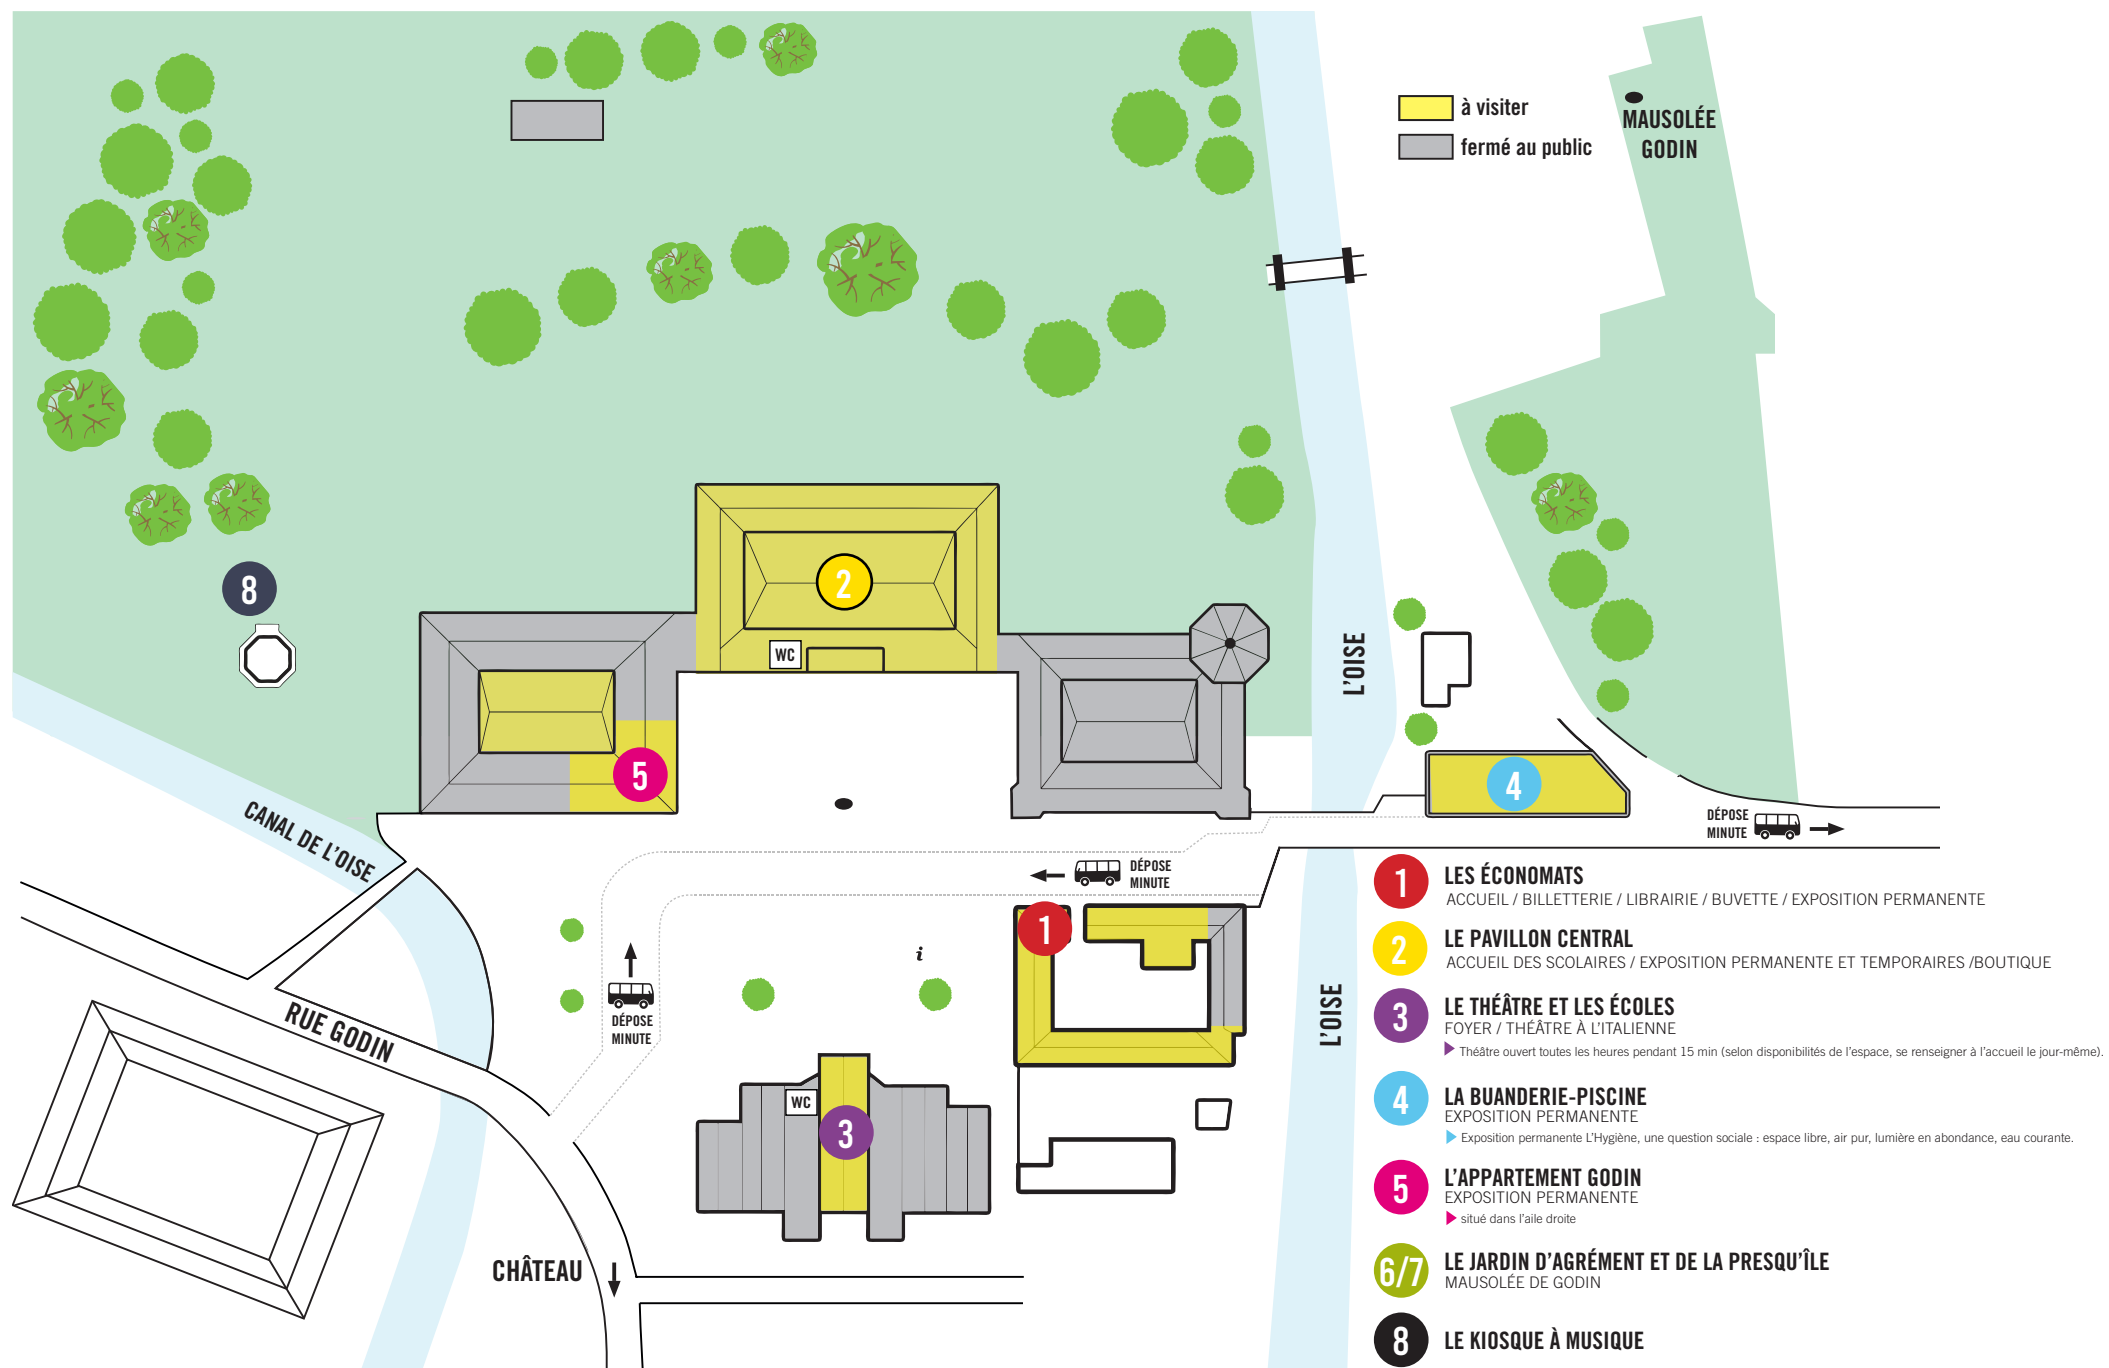 à visiter
fermé au public
MAUSOLÉE
GODIN
8
2
WC
5
L'OISE
4
CANAL DE L'OISE
DÉPOSE
MINUTE
DÉPOSE
MINUTE
1
i
DÉPOSE
MINUTE
RUE GODIN
L'OISE
WC
3
CHÂTEAU
1
LES ÉCONOMATS
ACCUEIL / BILLETTERIE / LIBRAIRIE / BUVETTE / EXPOSITION PERMANENTE
2
LE PAVILLON CENTRAL
ACCUEIL DES SCOLAIRES / EXPOSITION PERMANENTE ET TEMPORAIRES /BOUTIQUE
3
LE THÉÂTRE ET LES ÉCOLES
FOYER / THÉÂTRE À L'ITALIENNE
Théâtre ouvert toutes les heures pendant 15 min (selon disponibilités de l'espace, se renseigner à l'accueil le jour-même).
4
LA BUANDERIE-PISCINE
EXPOSITION PERMANENTE
Exposition permanente L'Hygiène, une question sociale : espace libre, air pur, lumière en abondance, eau courante.
5
L'APPARTEMENT GODIN
EXPOSITION PERMANENTE
situé dans l'aile droite
6/7
LE JARDIN D'AGRÉMENT ET DE LA PRESQU'ÎLE
MAUSOLÉE DE GODIN
8
LE KIOSQUE À MUSIQUE